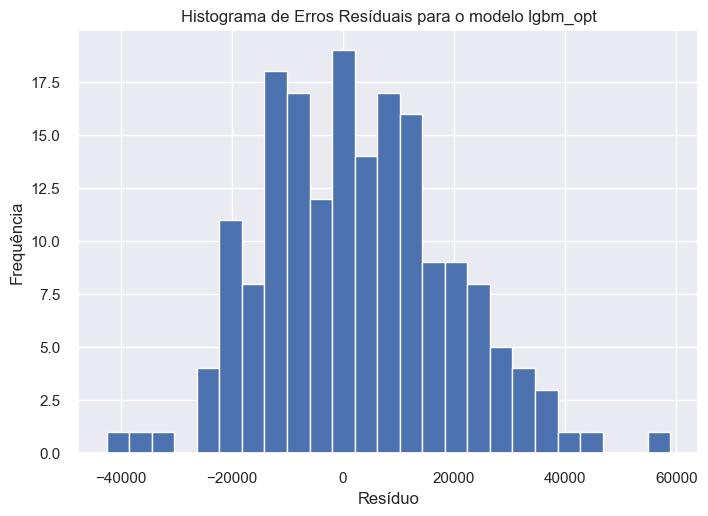 Histograma de Erros Resíduais para o modelo lgbm_opt
17.5
15.0
12.5
10.0
7.5
5.0
2.5
0.0
Frequência
−40000 −20000 0 20000 40000 60000
Resíduo